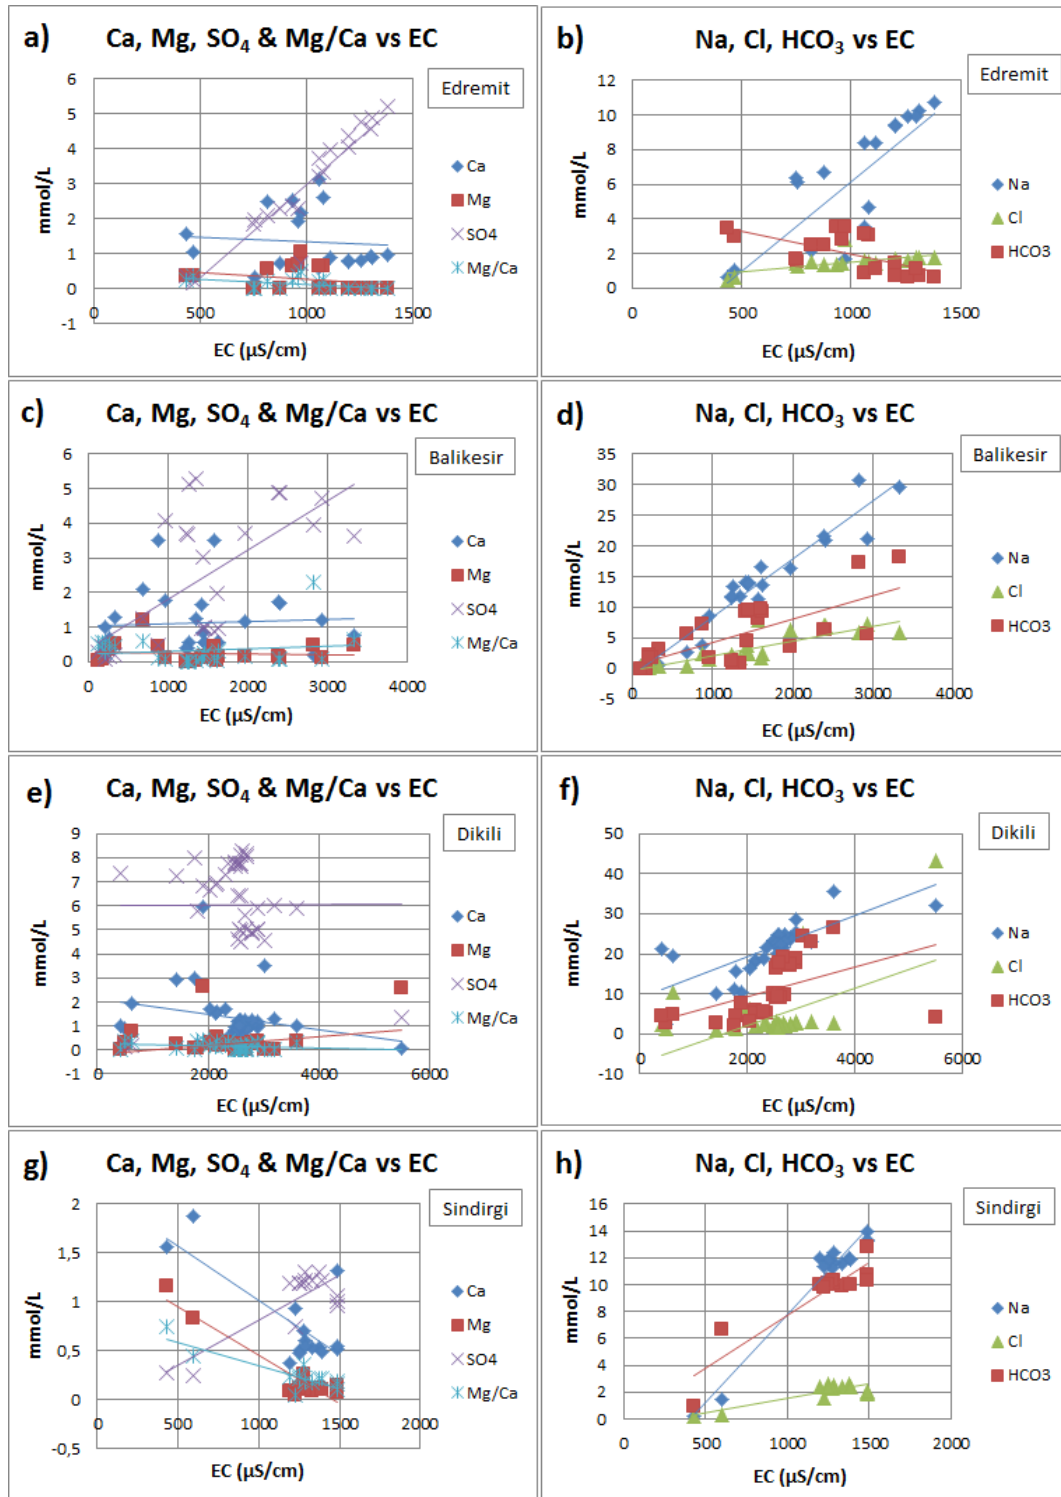 a) Ca, Mg, SO4 & Mg/Ca vs EC
Edremit
6
5
4
3
2
1
0
-1
mmol/L
0 500 1000 1500
EC (µS/cm)
Ca
Mg
SO4
Mg/Ca
b) Na, Cl, HCO3 vs EC
Edremit
12
10
8
6
4
2
0
mmol/L
0 500 1000 1500
EC (µS/cm)
Na
Cl
HCO3
c) Ca, Mg, SO4 & Mg/Ca vs EC
Balikesir
6
5
4
3
2
1
0
mmol/L
0 1000 2000 3000 4000
EC (µS/cm)
Ca
Mg
SO4
Mg/Ca
d) Na, Cl, HCO3 vs EC
Balikesir
35
30
25
20
15
10
5
0
-5
mmol/L
0 1000 2000 3000 4000
EC (µS/cm)
Na
Cl
HCO3
e) Ca, Mg, SO4 & Mg/Ca vs EC
Dikili
9
8
7
6
5
4
3
2
1
0
-1
mmol/L
0 2000 4000 6000
EC (µS/cm)
Ca
Mg
SO4
Mg/Ca
f) Na, Cl, HCO3 vs EC
Dikili
50
40
30
20
10
0
-10
mmol/L
0 2000 4000 6000
EC (µS/cm)
Na
Cl
HCO3
g) Ca, Mg, SO4 & Mg/Ca vs EC
Sindirgi
2
1,5
1
0,5
0
-0,5
mmol/L
0 500 1000 1500 2000
EC (µS/cm)
Ca
Mg
SO4
Mg/Ca
h) Na, Cl, HCO3 vs EC
Sindirgi
16
14
12
10
8
6
4
2
0
mmol/L
0 500 1000 1500 2000
EC (µS/cm)
Na
Cl
HCO3